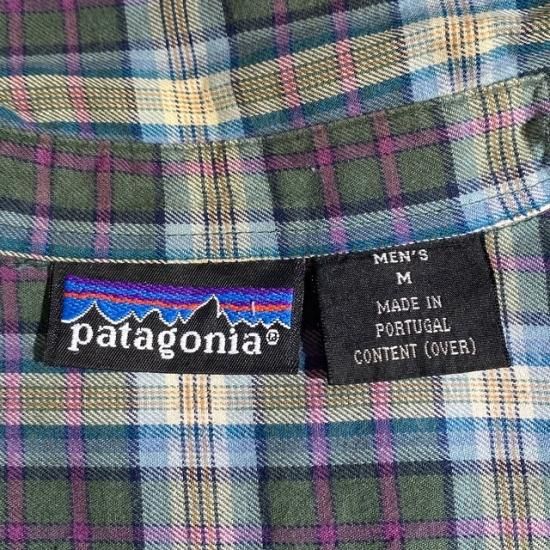 patagonia®
MEN'S
M
MADE IN
PORTUGAL
CONTENT (OVER)